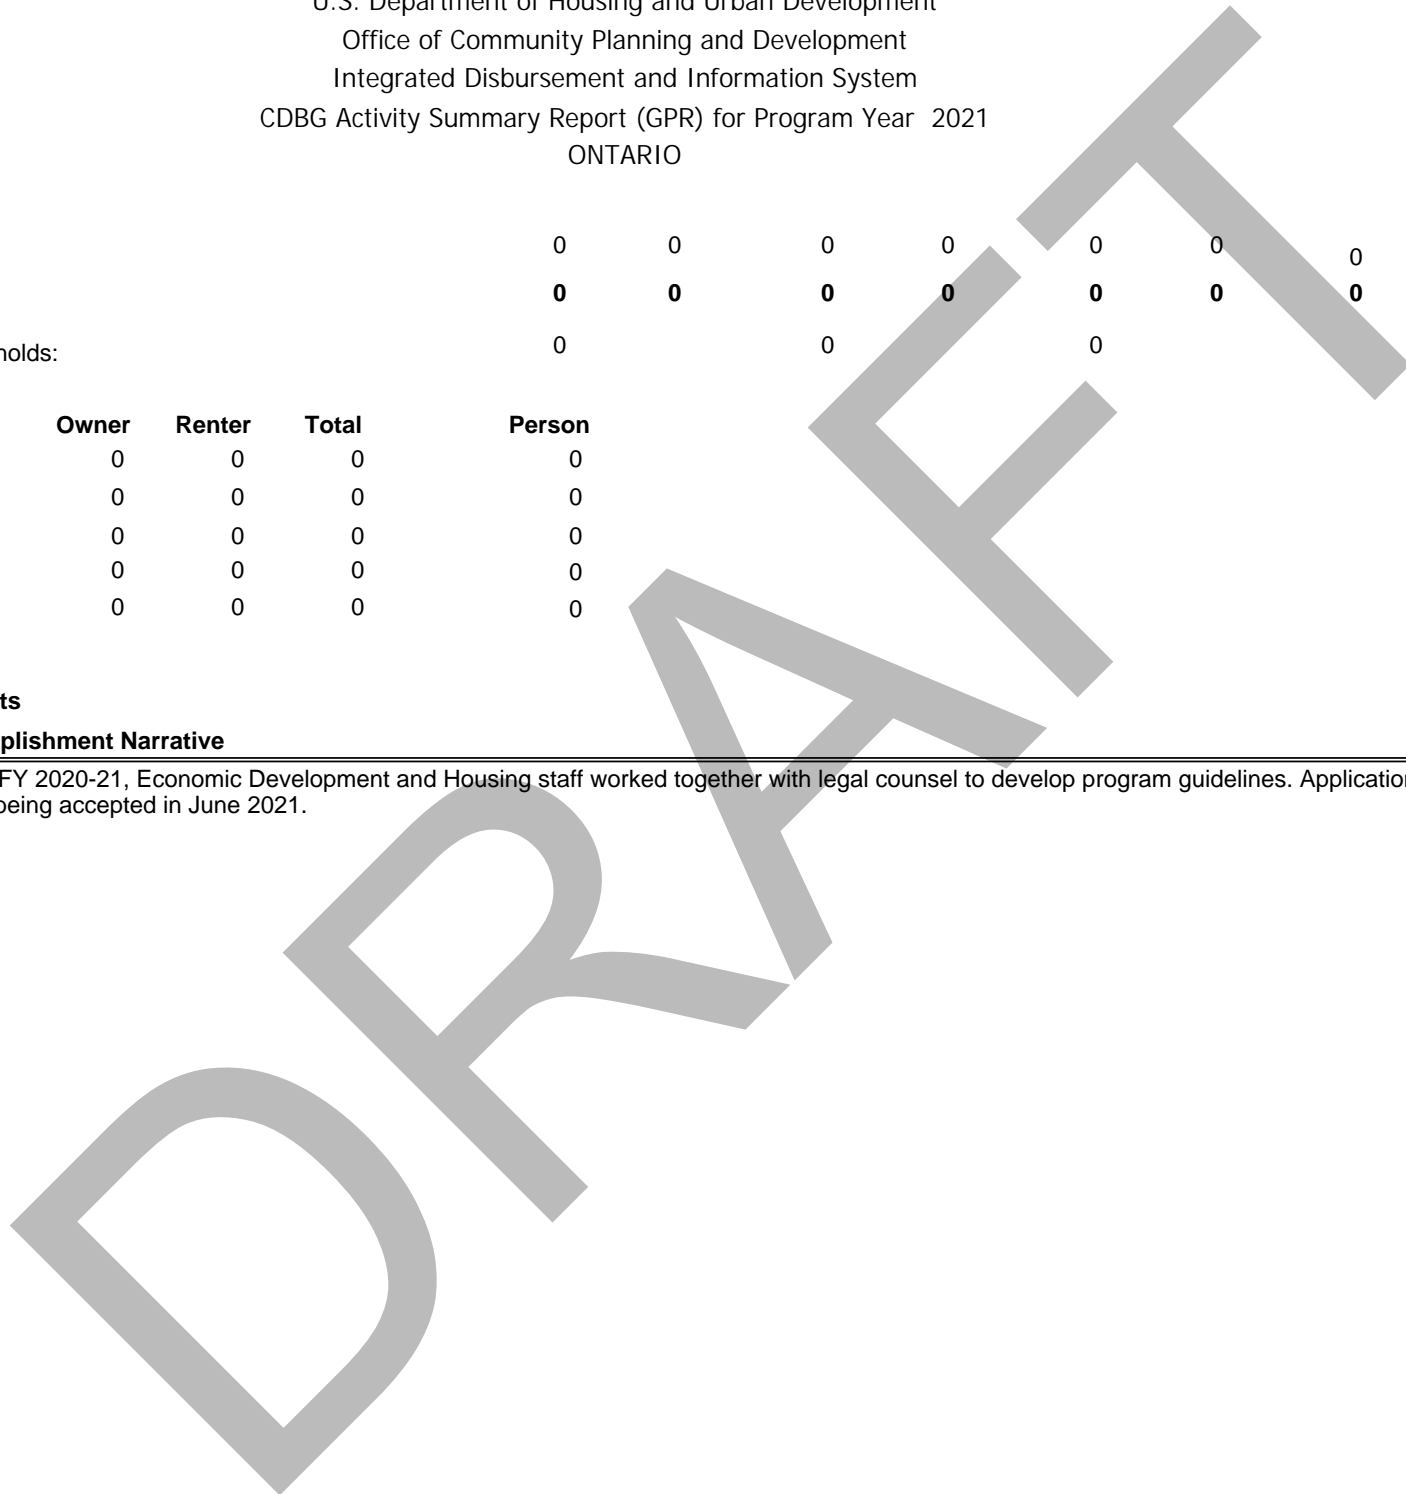 U.S. Department of Housing and Urban Development
Office of Community Planning and Development
Integrated Disbursement and Information System
CDBG Activity Summary Report (GPR) for Program Year 2021
ONTARIO
0 0 0 0 0 0 0
0 0 0 0 0 0 0
holds: 0 0 0
Owner Renter Total Person
0 0 0 0
0 0 0 0
0 0 0 0
0 0 0 0
0 0 0 0
ts
plishment Narrative
FY 2020-21, Economic Development and Housing staff worked together with legal counsel to develop program guidelines. Application
being accepted in June 2021.
DRAFT